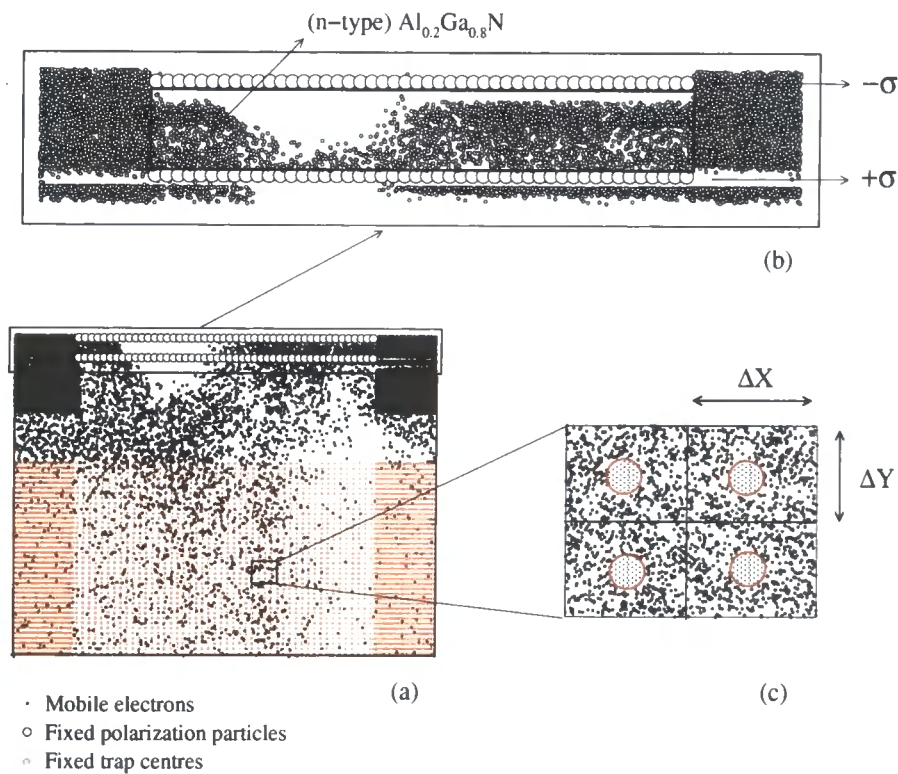 (n−type) Al0.2Ga0.8N
−σ
+σ
(b)
ΔX
ΔY
(a)
(c)
Mobile electrons
Fixed polarization particles
Fixed trap centres